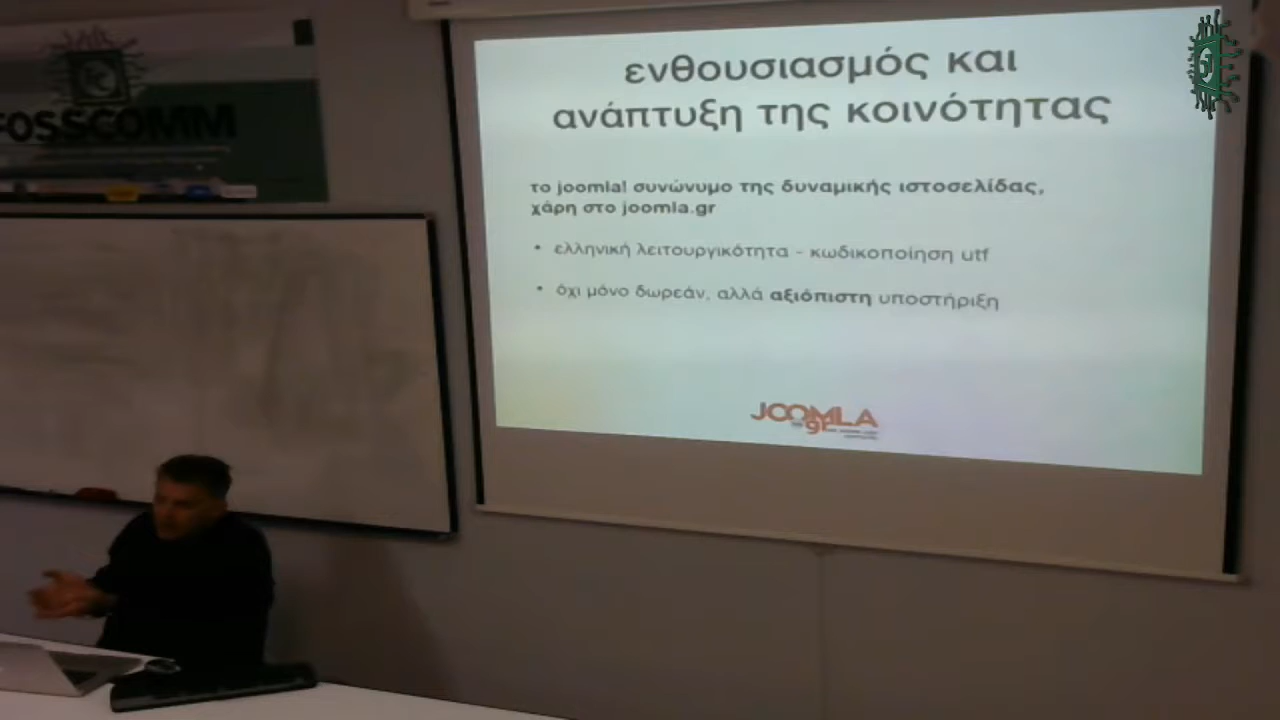 FOSSCOMM
ενθουσιασμός και
ανάπτυξη της κοινότητας
το joomla! συνώνυμο της δυναμικής ιστοσελίδας,
χάρη στο joomla.gr
• ελληνική λειτουργικότητα - κωδικοποίηση utf
• όχι μόνο δωρεάν, αλλά αξιόπιστη υποστήριξη
JOOMLA
gr